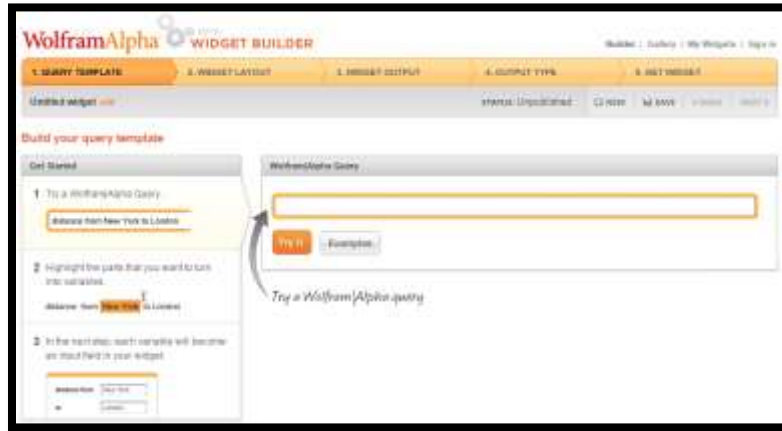 WolframAlpha WIDGET BUILDER
Builder | Gallery | My Widgets | Sign in
1. QUERY TEMPLATE 2. WIDGET LAYOUT 3. WIDGET OUTPUT 4. OUTPUT TYPE 5. GET WIDGET
Untitled widget status: Unpublished NEW SAVE
Build your query template
Get Started
1 Try a Wolfram|Alpha Query.
distance from New York to London
2 Highlight the parts that you want to turn
into variables.
distance from New York to London
3 In the next step, each variable will become
an input field in your widget.
distance from New York
to London
Wolfram|Alpha Query
Try it Examples
Try a Wolfram|Alpha query